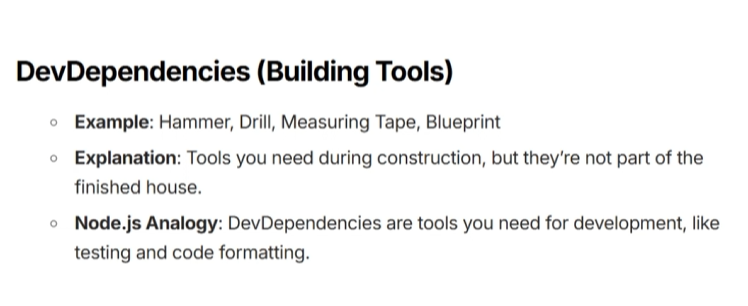 DevDependencies (Building Tools)
Example: Hammer, Drill, Measuring Tape, Blueprint
Explanation: Tools you need during construction, but they’re not part of the
finished house.
Node.js Analogy: DevDependencies are tools you need for development, like
testing and code formatting.